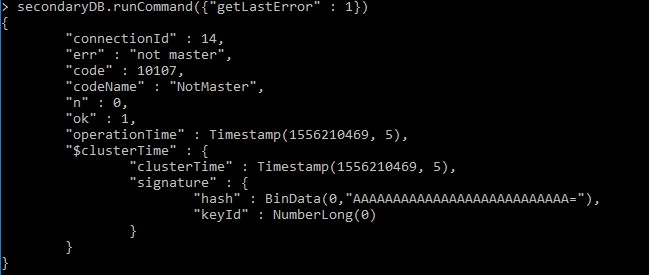 > secondaryDB.runCommand({"getLastError" : 1})
{
"connectionId" : 14,
"err" : "not master",
"code" : 10107,
"codeName" : "NotMaster",
"n" : 0,
"ok" : 1,
"operationTime" : Timestamp(1556210469, 5),
"$clusterTime" : {
"clusterTime" : Timestamp(1556210469, 5),
"signature" : {
"hash" : BinData(0,"AAAAAAAAAAAAAAAAAAAAAAAAAAA="),
"keyId" : NumberLong(0)
}
}
}